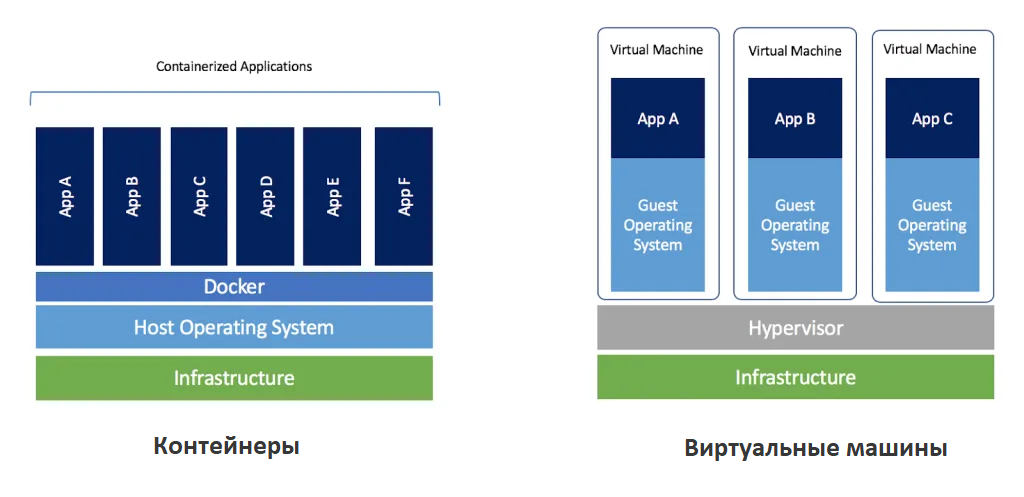 Containerized Applications
App A
App B
App C
App D
App E
App F
Docker
Host Operating System
Infrastructure
Контейнеры
Virtual Machine
App A
Guest
Operating
System
Virtual Machine
App B
Guest
Operating
System
Virtual Machine
App C
Guest
Operating
System
Hypervisor
Infrastructure
Виртуальные машины